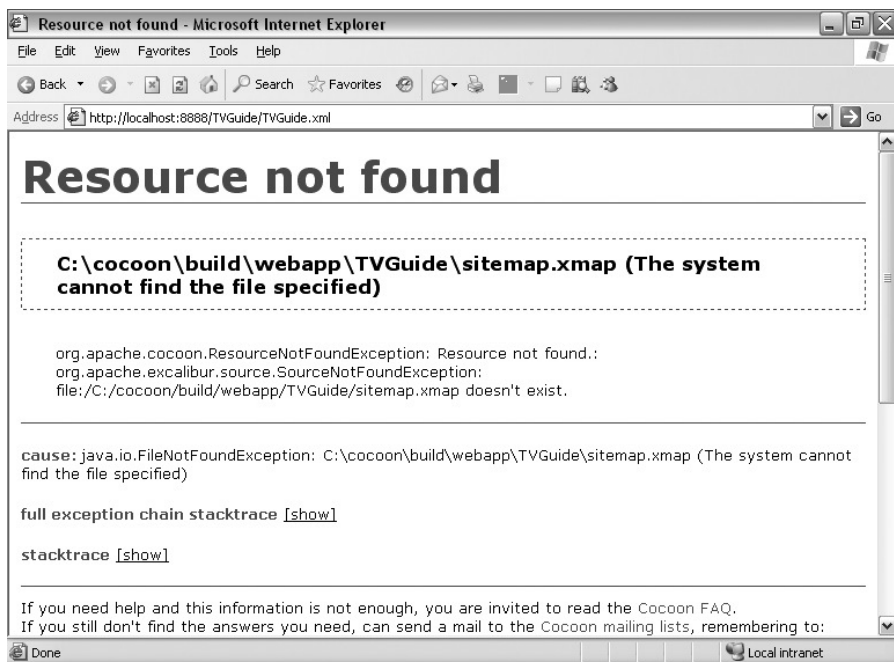 Resource not found - Microsoft Internet Explorer
File Edit View Favorites Tools Help
Back Search Favorites
Address http://localhost:8888/TVGuide/TVGuide.xml Go
Resource not found
C:\cocoon\build\webapp\TVGuide\sitemap.xmap (The system
cannot find the file specified)
org.apache.cocoon.ResourceNotFoundException: Resource not found.:
org.apache.excalibur.source.SourceNotFoundException:
file:/C:/cocoon/build/webapp/TVGuide/sitemap.xmap doesn't exist.
cause: java.io.FileNotFoundException: C:\cocoon\build\webapp\TVGuide\sitemap.xmap (The system cannot
find the file specified)
full exception chain stacktrace [show]
stacktrace [show]
If you need help and this information is not enough, you are invited to read the Cocoon FAQ.
If you still don't find the answers you need, can send a mail to the Cocoon mailing lists, remembering to:
Done Local intranet